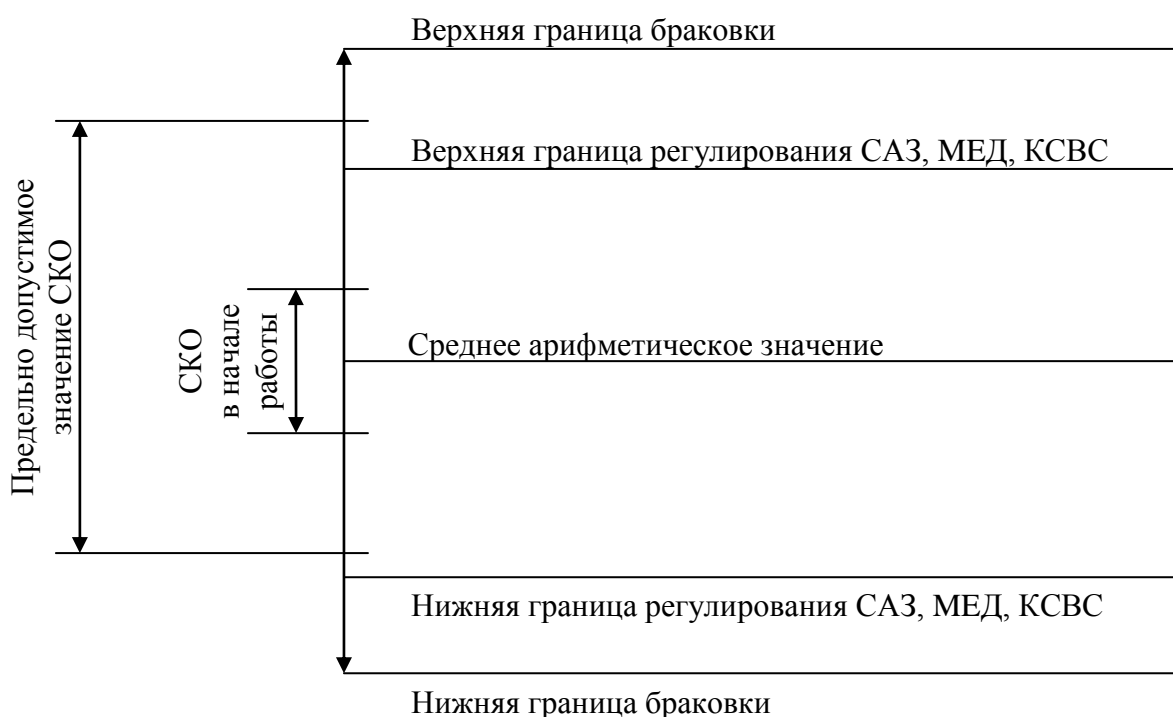 Верхняя граница браковки
Верхняя граница регулирования САЗ, МЕД, КСВС
Предельно допустимое
значение СКО
СКО
в начале
работы
Среднее арифметическое значение
Нижняя граница регулирования САЗ, МЕД, КСВС
Нижняя граница браковки